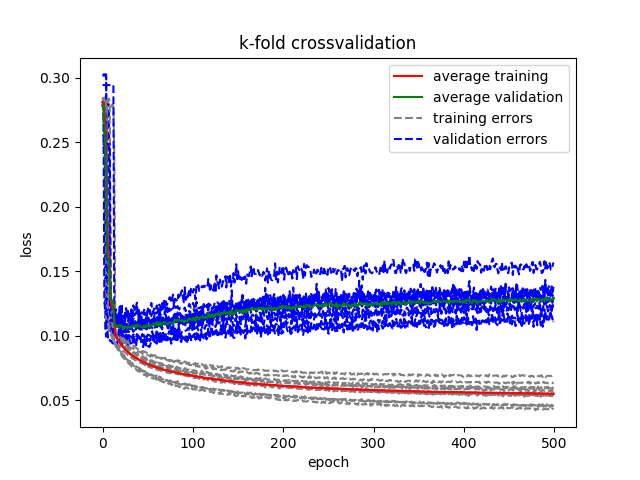 k-fold crossvalidation
0.30
0.25
0.20
0.15
0.10
0.05
loss
average training
average validation
training errors
validation errors
0
100
200
300
400
500
epoch